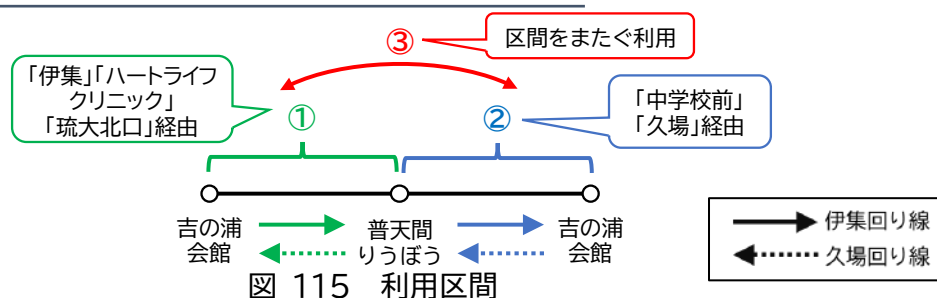 ③
区間をまたぐ利用
「伊集」「ハートライフ
クリニック」
「琉大北口」経由
①
②
「中学校前」
「久場」経由
吉の浦
会館
普天間
りうぼう
吉の浦
会館
伊集回り線
久場回り線
図 115 利用区間